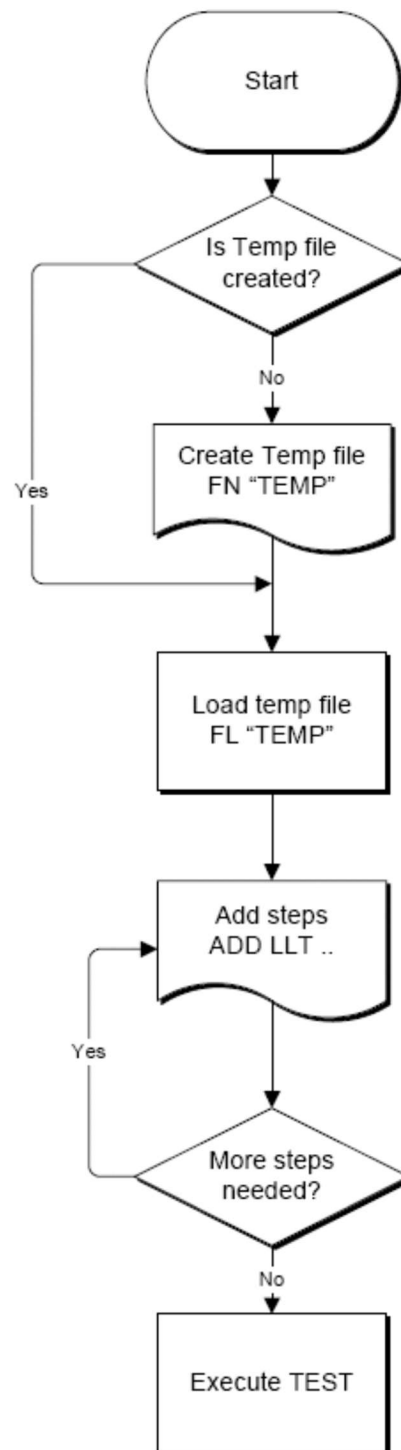 Start
Is Temp file
created?
No
Create Temp file
FN “TEMP”
Yes
Load temp file
FL “TEMP”
Add steps
ADD LLT ..
Yes
More steps
needed?
No
Execute TEST